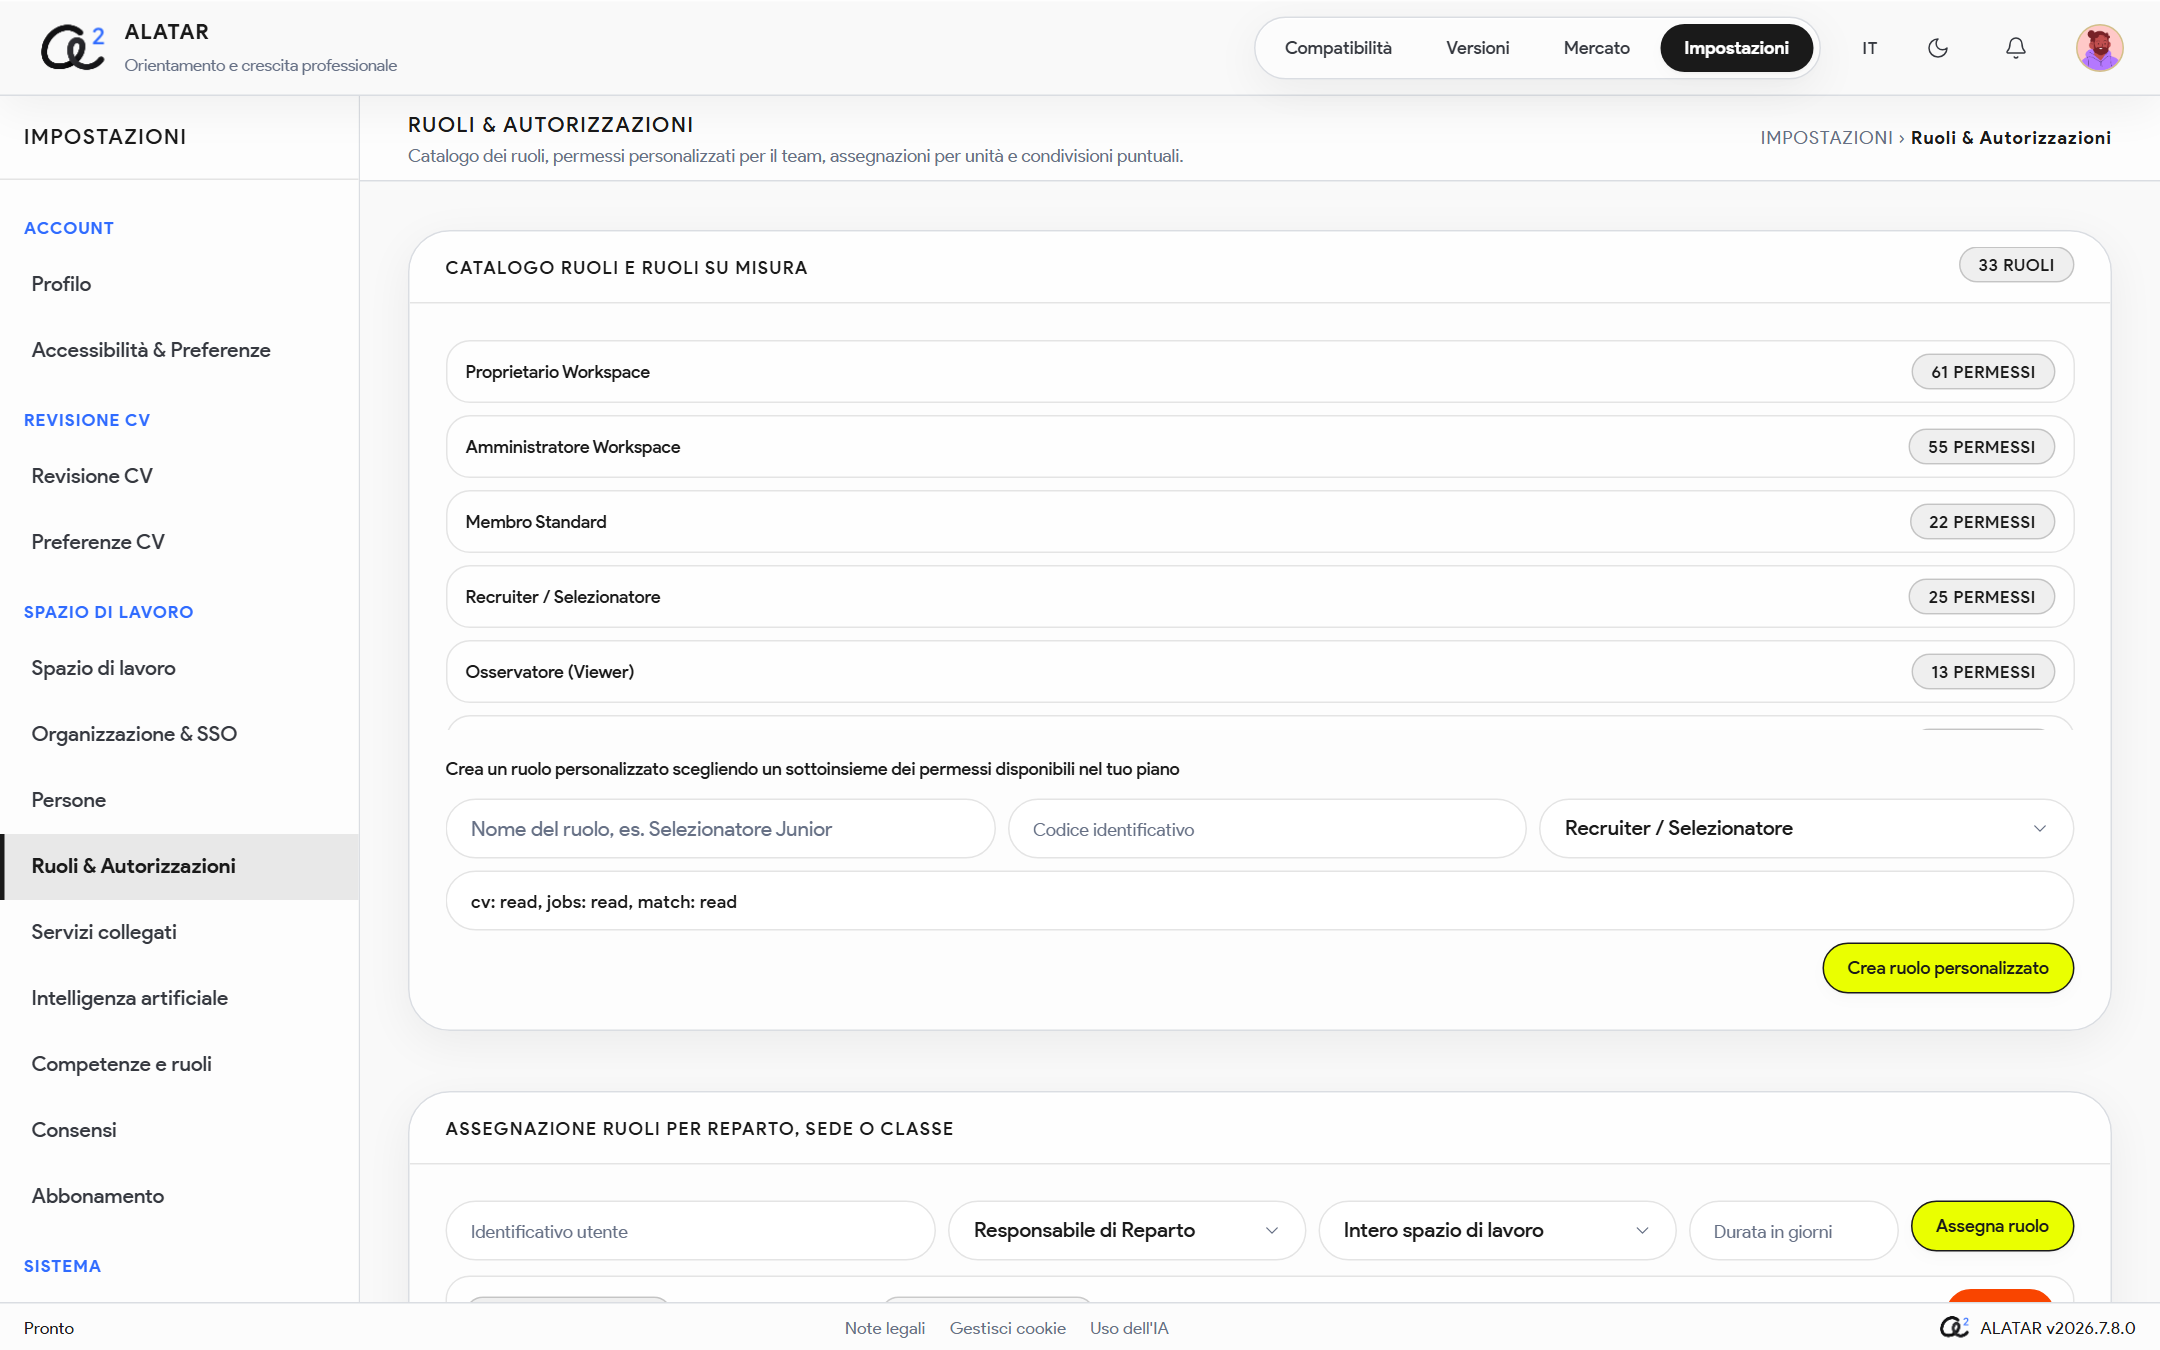 ALATAR
Orientamento e crescita professionale
Compatibilità
Versioni
Mercato
Impostazioni
IT
IMPOSTAZIONI
RUOLI & AUTORIZZAZIONI
Catalogo dei ruoli, permessi personalizzati per il team, assegnazioni per unità e condivisioni puntuali.
IMPOSTAZIONI › Ruoli & Autorizzazioni
ACCOUNT
Profilo
Accessibilità & Preferenze
REVISIONE CV
Revisione CV
Preferenze CV
SPAZIO DI LAVORO
Spazio di lavoro
Organizzazione & SSO
Persone
Ruoli & Autorizzazioni
Servizi collegati
Intelligenza artificiale
Competenze e ruoli
Consensi
Abbonamento
SISTEMA
CATALOGO RUOLI E RUOLI SU MISURA
33 RUOLI
Proprietario Workspace
61 PERMESSI
Amministratore Workspace
55 PERMESSI
Membro Standard
22 PERMESSI
Recruiter / Selezionatore
25 PERMESSI
Osservatore (Viewer)
13 PERMESSI
Crea un ruolo personalizzato scegliendo un sottoinsieme dei permessi disponibili nel tuo piano
Nome del ruolo, es. Selezionatore Junior
Codice identificativo
Recruiter / Selezionatore
cv: read, jobs: read, match: read
Crea ruolo personalizzato
ASSEGNAZIONE RUOLI PER REPARTO, SEDE O CLASSE
Identificativo utente
Responsabile di Reparto
Intero spazio di lavoro
Durata in giorni
Assegna ruolo
Pronto
Note legali
Gestisci cookie
Uso dell'IA
ALATAR v2026.7.8.0